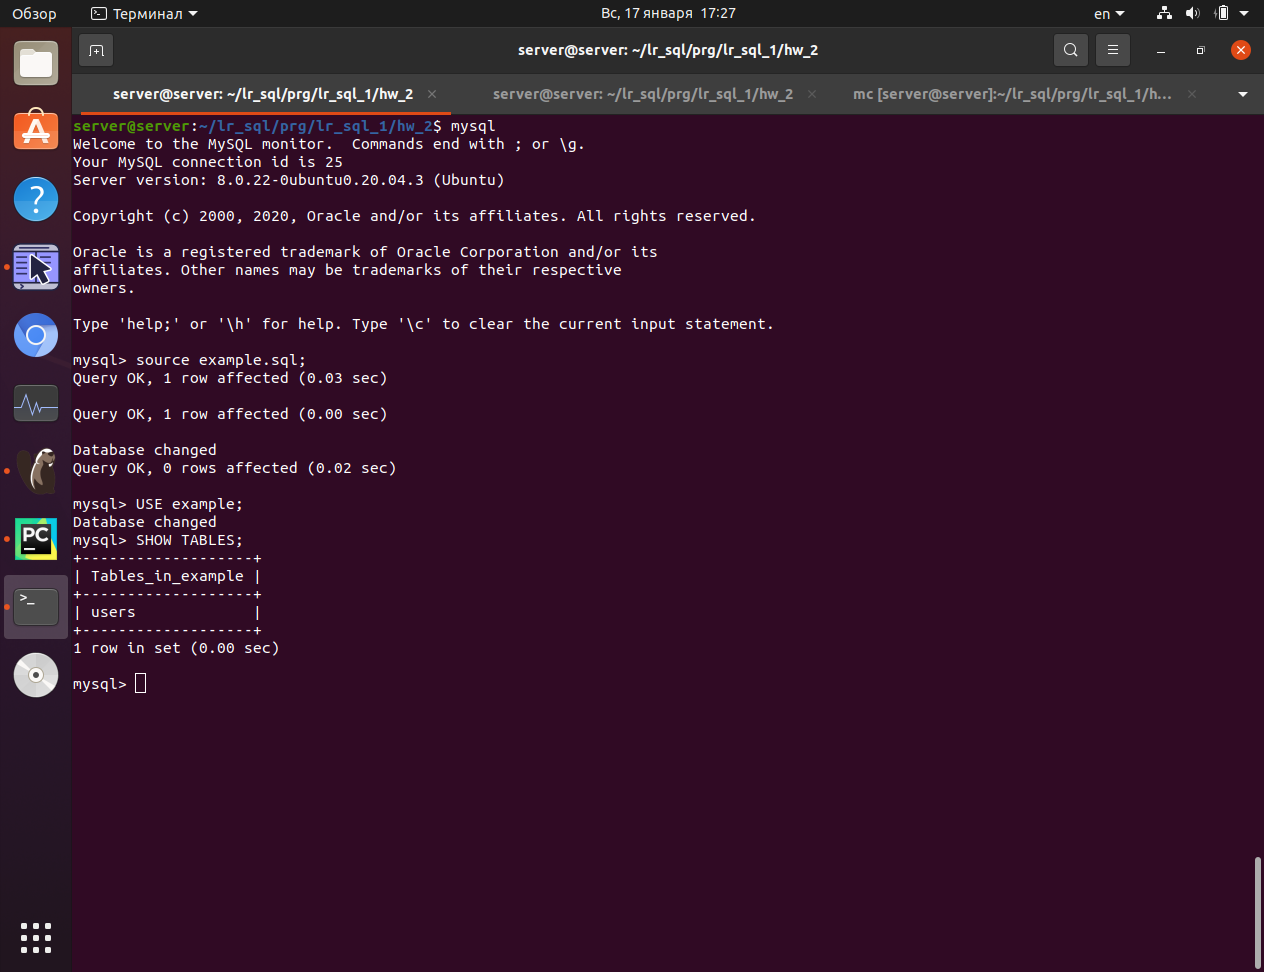 Обзор
Терминал
Вс, 17 января 17:27
en
server@server: ~/lr_sql/prg/lr_sql_1/hw_2
server@server: ~/lr_sql/prg/lr_sql_1/hw_2
server@server: ~/lr_sql/prg/lr_sql_1/hw_2
mc [server@server]:~/lr_sql/prg/lr_sql_1/h...
server@server:~/lr_sql/prg/lr_sql_1/hw_2$ mysql
Welcome to the MySQL monitor.  Commands end with ; or \g.
Your MySQL connection id is 25
Server version: 8.0.22-0ubuntu0.20.04.3 (Ubuntu)
Copyright (c) 2000, 2020, Oracle and/or its affiliates. All rights reserved.
Oracle is a registered trademark of Oracle Corporation and/or its
affiliates. Other names may be trademarks of their respective
owners.
Type 'help;' or '\h' for help. Type '\c' to clear the current input statement.
mysql> source example.sql;
Query OK, 1 row affected (0.03 sec)
Query OK, 1 row affected (0.00 sec)
Database changed
Query OK, 0 rows affected (0.02 sec)
mysql> USE example;
Database changed
mysql> SHOW TABLES;
+-------------------+
| Tables_in_example |
+-------------------+
| users             |
+-------------------+
1 row in set (0.00 sec)
mysql>
PC
>_